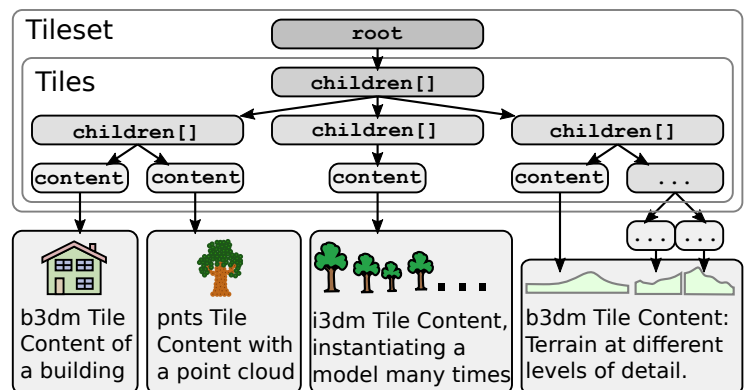 Tileset
root
Tiles
children[]
children[]
children[]
children[]
content
content
content
content
...
...
...
b3dm Tile
Content of
a building
pnts Tile
Content with
a point cloud
i3dm Tile Content,
instantiating a
model many times
b3dm Tile Content:
Terrain at different
levels of detail.